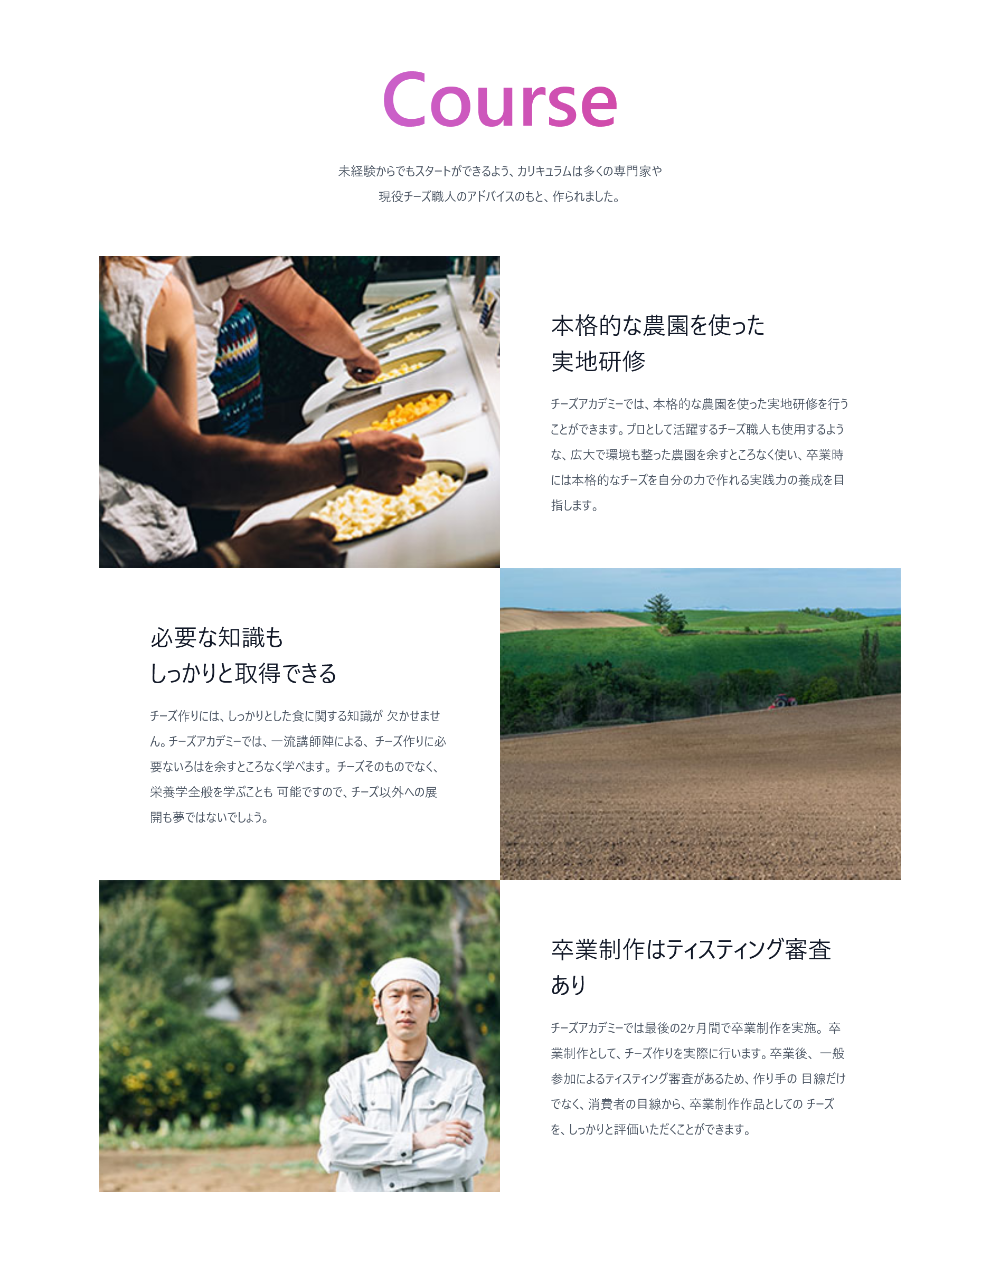 Course
未経験からでもスタートができるよう、カリキュラムは多くの専門家や
現役チーズ職人のアドバイスのもと、作られました。
本格的な農園を使った
実地研修
チーズアカデミーでは、本格的な農園を使った実地研修を行う
ことができます。プロとして活躍するチーズ職人も使用するよう
な、広大で環境も整った農園を余すところなく使い、卒業時
には本格的なチーズを自分の力で作れる実践力の養成を目
指します。
必要な知識も
しっかりと取得できる
チーズ作りには、しっかりとした食に関する知識が 欠かせませ
ん。チーズアカデミーでは、一流講師陣による、チーズ作りに必
要ないろはを余すところなく学べます。 チーズそのものでなく、
栄養学全般を学ぶことも 可能ですので、チーズ以外への展
開も夢ではないでしょう。
卒業制作はティスティング審査
あり
チーズアカデミーでは最後の2ヶ月間で卒業制作を実施。 卒
業制作として、チーズ作りを実際に行います。卒業後、 一般
参加によるティスティング審査があるため、作り手の 目線だけ
でなく、消費者の目線から、卒業制作作品としての チーズ
を、しっかりと評価いただくことができます。